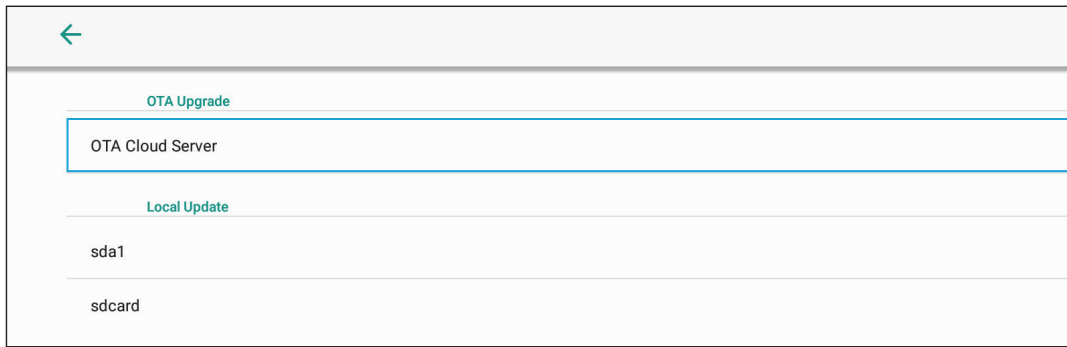 OTA Upgrade
OTA Cloud Server
Local Update
sda1
sdcard